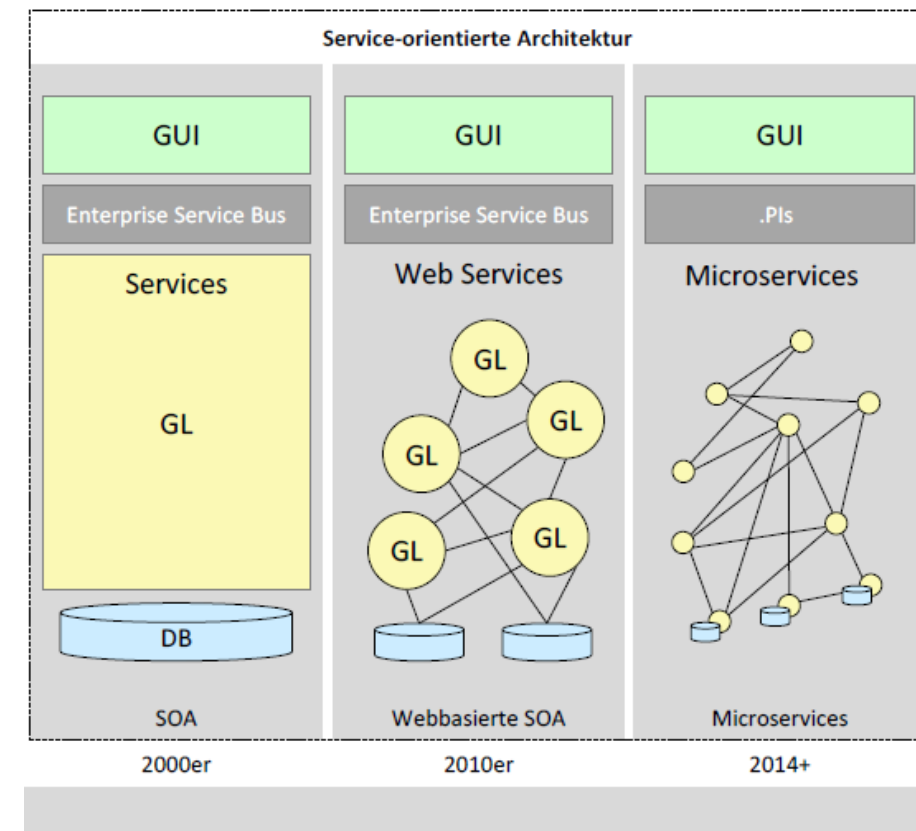 Service-orientierte Architektur
GUI
GUI
GUI
Enterprise Service Bus
Enterprise Service Bus
.PIs
Services
Web Services
Microservices
GL
GL
GL
GL
GL
GL
DB
SOA
Webbasierte SOA
Microservices
2000er
2010er
2014+